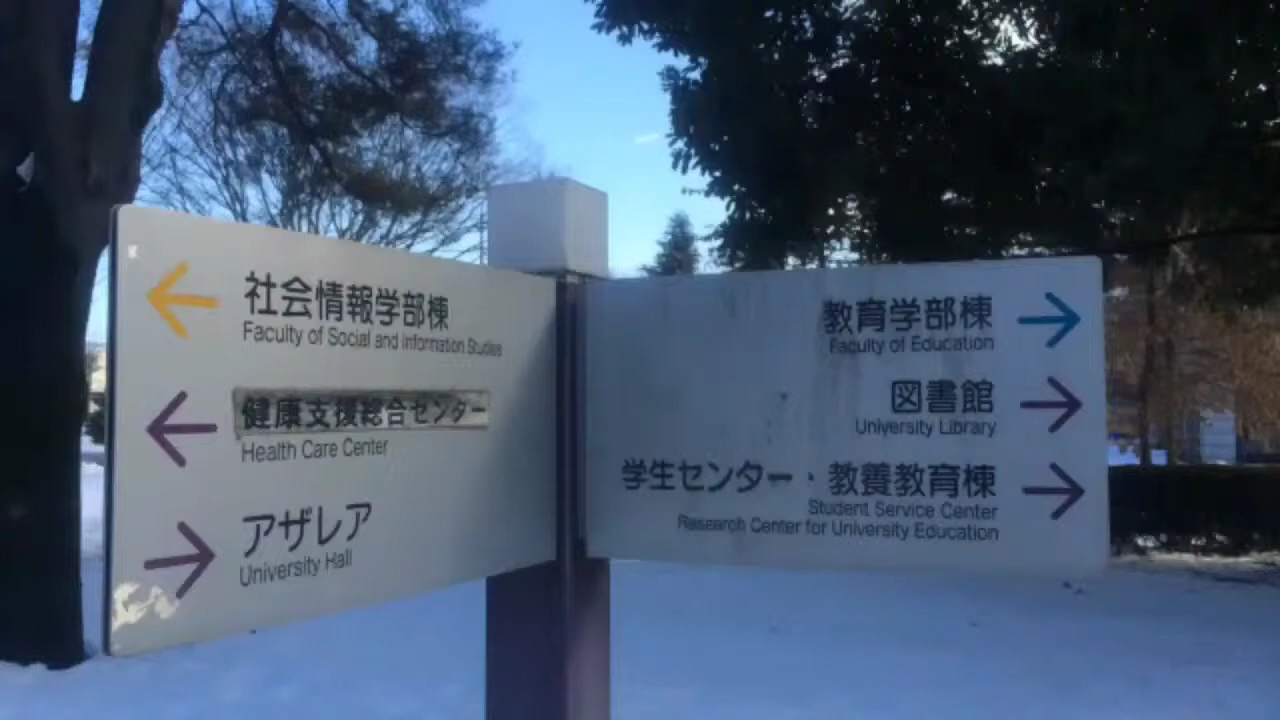 社会情報学部棟
Faculty of Social and Information Studies
健康支援総合センター
Health Care Center
アザレア
University Hall
教育学部棟
Faculty of Education
図書館
University Library
学生センター・教養教育棟
Student Service Center
Research Center for University Education